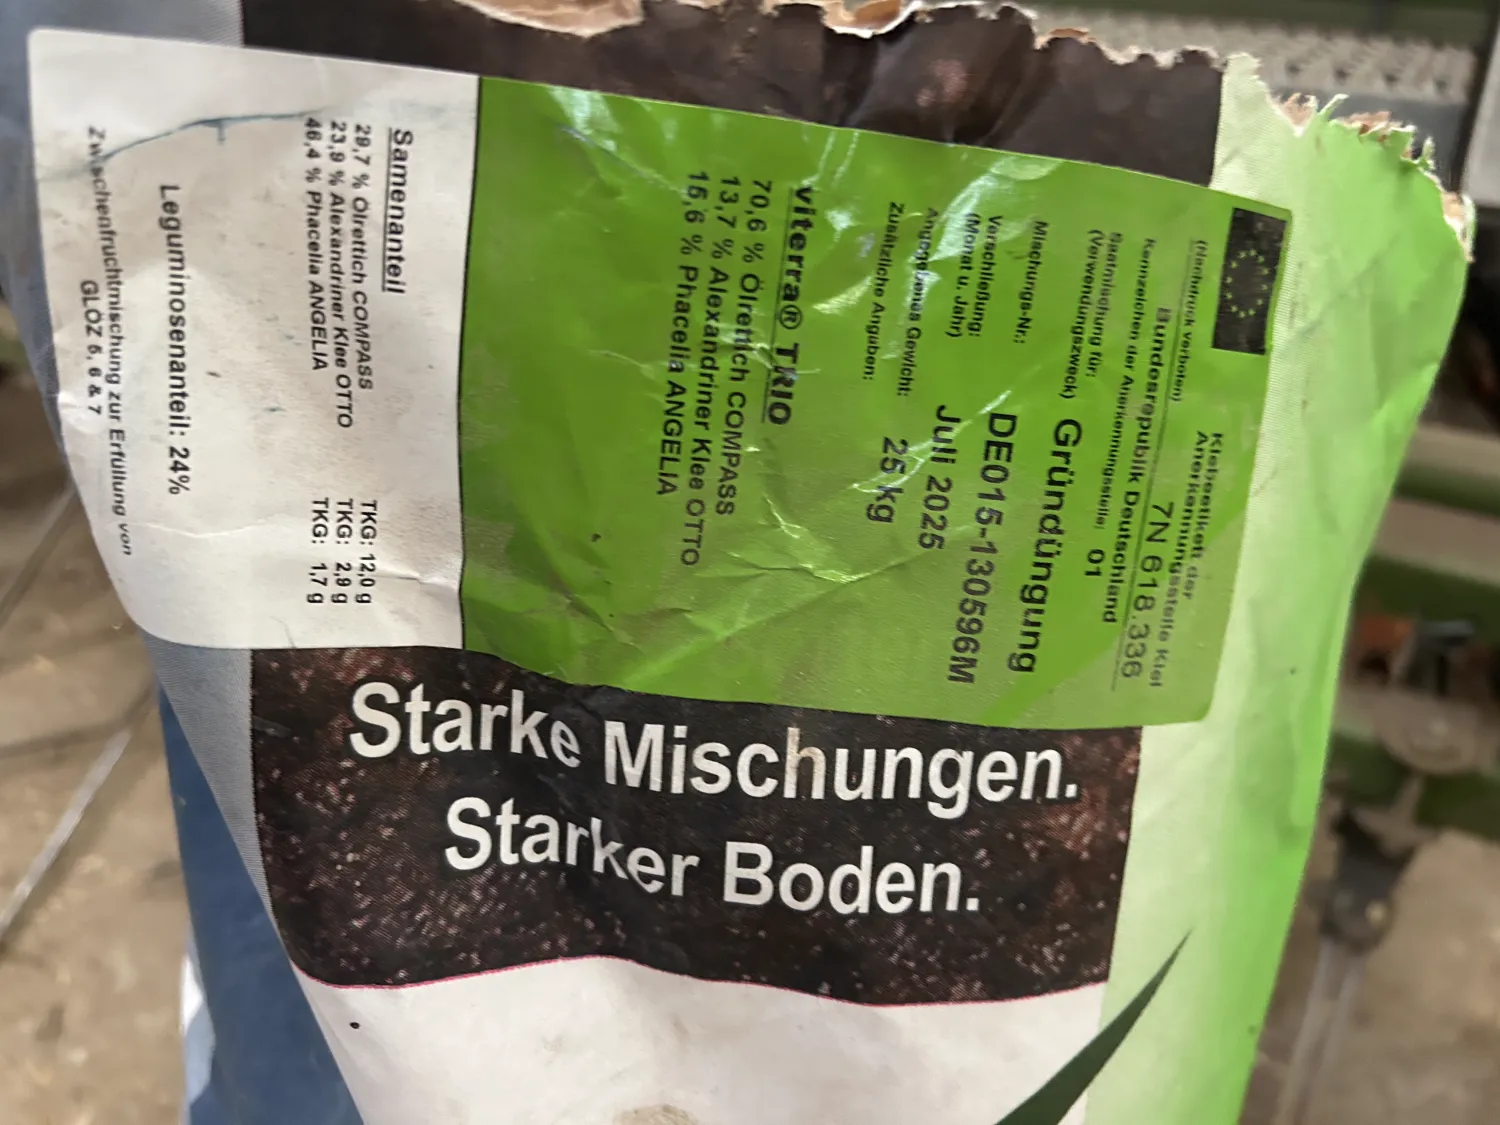 Klebeetikett der
Anerkennungsstelle Kiel
(Nachdruck verboten)
7N 618.336
Bundesrepublik Deutschland
Kennzeichen der Anerkennungsstelle: 01
Saatmischung für:
(Verwendungszweck) Gründüngung
Mischungs-Nr.: DE015-130596M
Verschließung:
(Monat u. Jahr) Juli 2025
Angegebenes Gewicht: 25 kg
Zusätzliche Angaben:
viterra® TRIO
70,6 % Ölrettich COMPASS
13,7 % Alexandriner Klee OTTO
15,6 % Phacelia ANGELIA
Samenanteil
29,7 % Ölrettich COMPASS TKG: 12,0 g
23,9 % Alexandriner Klee OTTO TKG: 2,9 g
46,4 % Phacelia ANGELIA TKG: 1,7 g
Leguminosenanteil: 24%
Zwischenfruchtmischung zur Erfüllung von
GLÖZ 5, 6 & 7
Starke Mischungen.
Starker Boden.